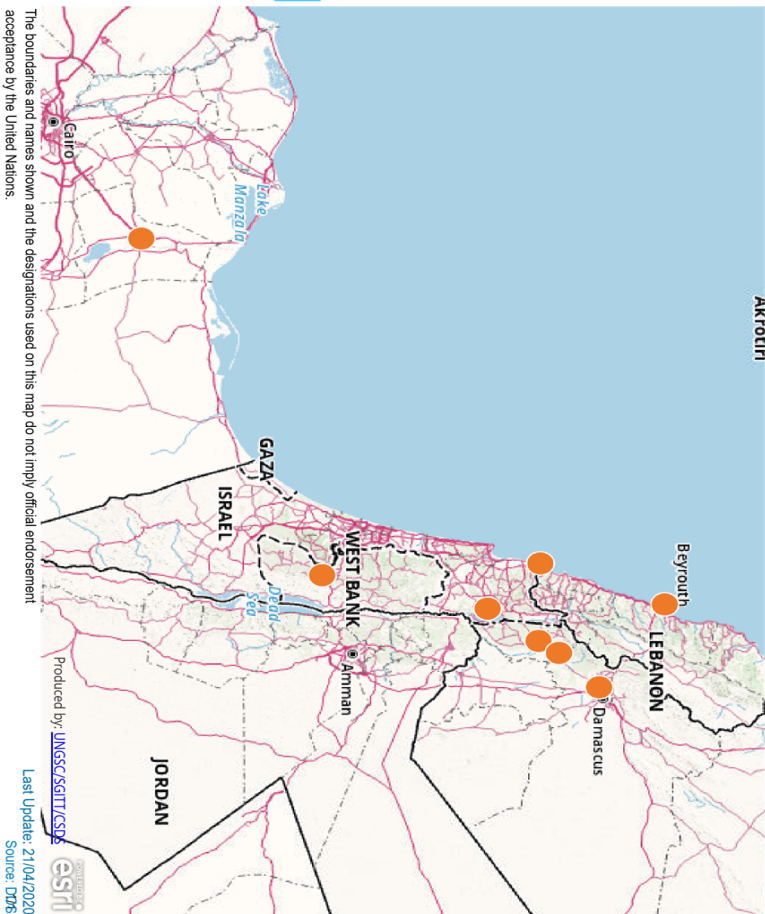 Akrotiri
Beyrouth
LEBANON
Damascus
WEST BANK
Amman
GAZA
ISRAEL
Dead
Sea
Lake
Manzala
JORDAN
Cairo
Produced by: UNGSC/SGITT/CSDS
POWERED BY
esri
The boundaries and names shown and the designations used on this map do not imply official endorsement
acceptance by the United Nations.
Last Update: 21/04/2020